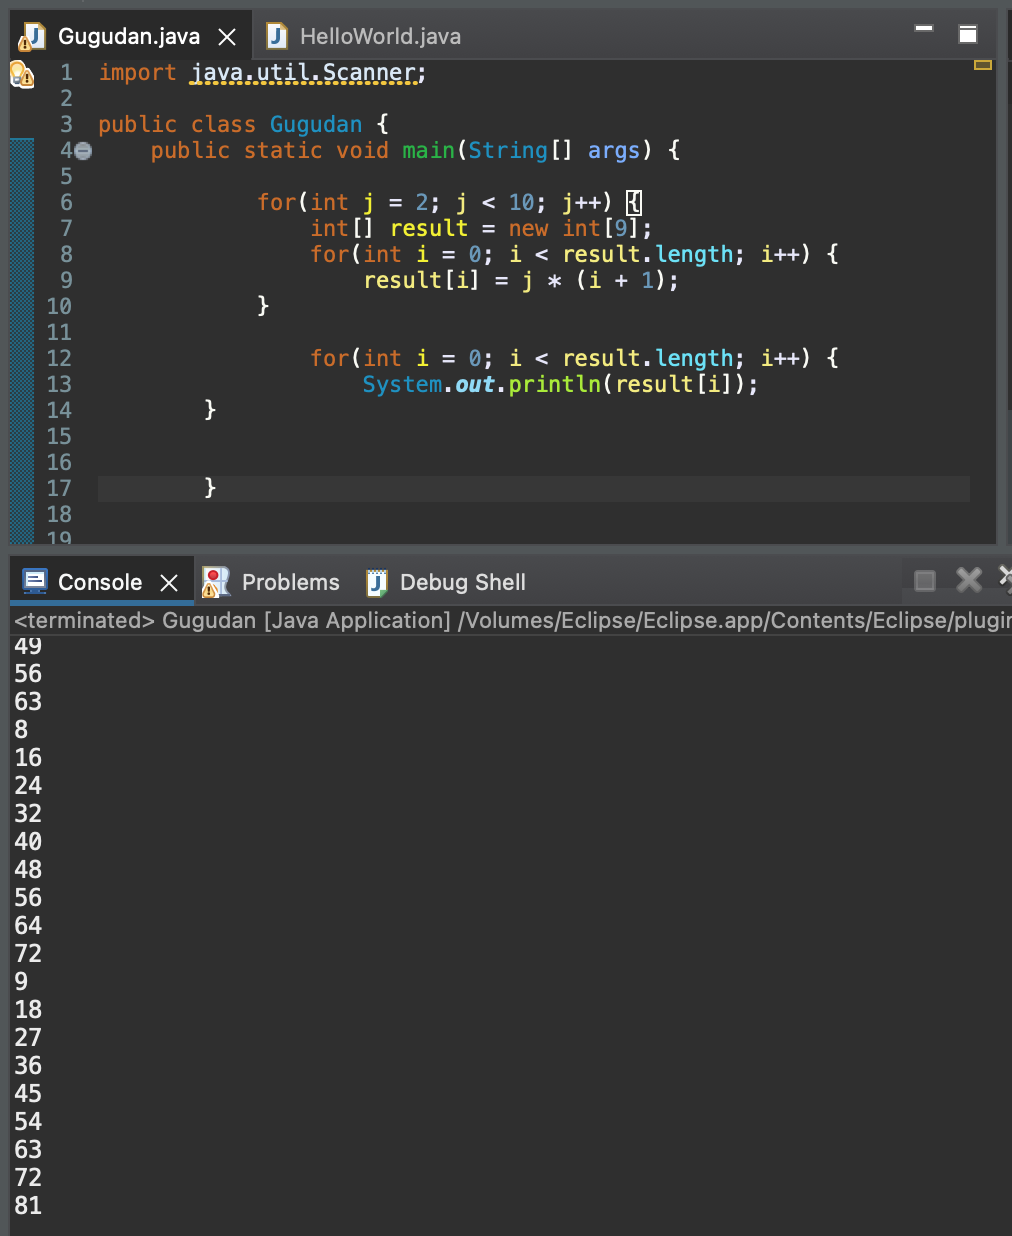 Gugudan.java
HelloWorld.java
1 import java.util.Scanner;
2
3 public class Gugudan {
4 public static void main(String[] args) {
5
6 for(int j = 2; j < 10; j++) {
7 int[] result = new int[9];
8 for(int i = 0; i < result.length; i++) {
9 result[i] = j * (i + 1);
10 }
11
12 for(int i = 0; i < result.length; i++) {
13 System.out.println(result[i]);
14 }
15
16
17 }
18
19
Console
Problems
Debug Shell
<terminated> Gugudan [Java Application] /Volumes/Eclipse/Eclipse.app/Contents/Eclipse/plugin
49
56
63
8
16
24
32
40
48
56
64
72
9
18
27
36
45
54
63
72
81